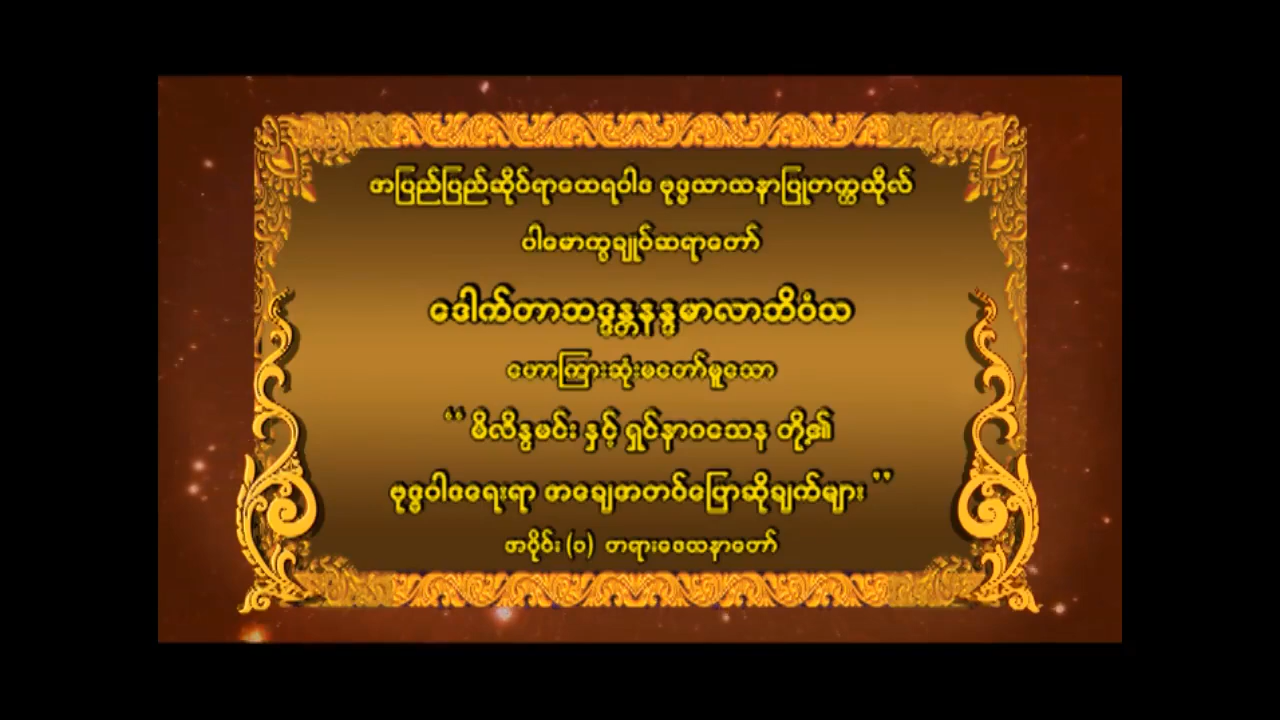 အပြည်ပြည်ဆိုင်ရာထေရဝါဒ ဗုဒ္ဓသာသနာပြုတက္ကသိုလ်
ပါမောက္ခချုပ်ဆရာတော်
ဒေါက်တာဘဒ္ဒန္တနန္ဒမာလာဘိဝံသ
ဟောကြားဆုံးမတော်မူသော
“ မိလိန္ဒမင်း နှင့် ရှင်နာဂသေန တို့၏
ဗုဒ္ဓဝါဒရေးရာ အချေအတင်ပြောဆိုချက်များ ”
အပိုင်း (၁) တရားဒေသနာတော်